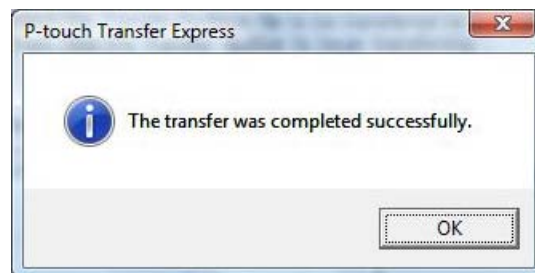 P-touch Transfer Express
The transfer was completed successfully.
OK